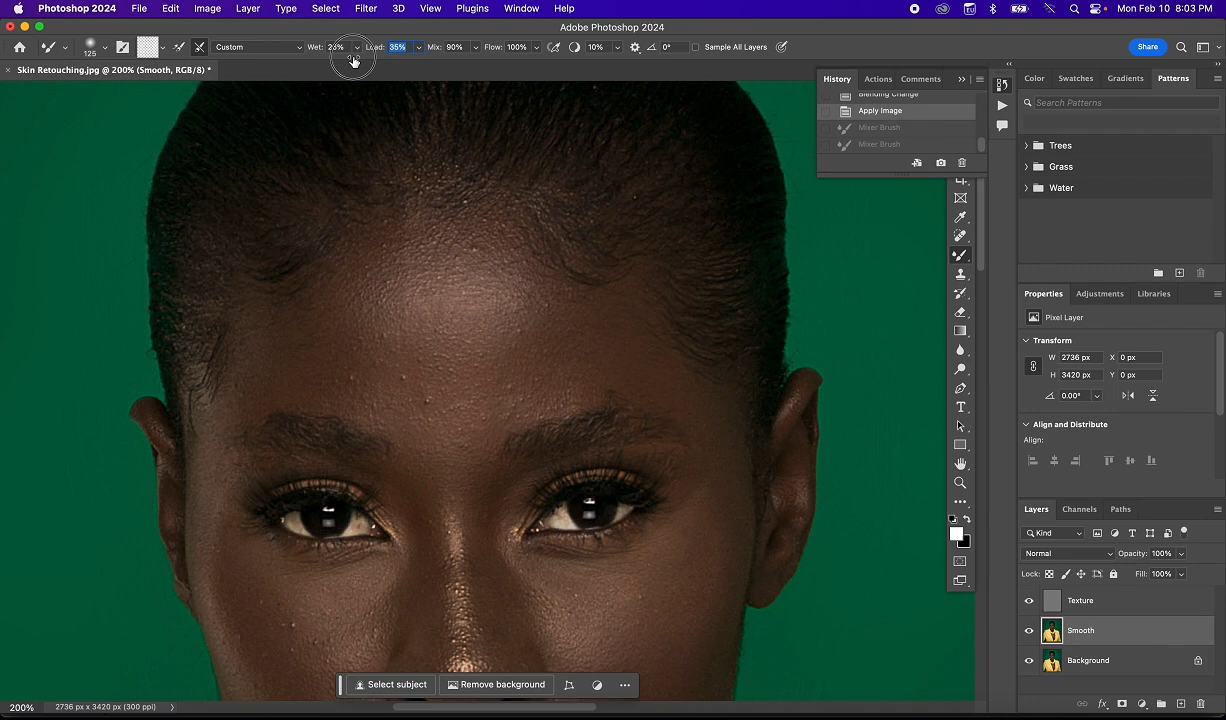 Photoshop 2024 File Edit Image Layer Type Select Filter 3D View Plugins Window Help Mon Feb 10 8:03 PM
Adobe Photoshop 2024
125 Custom Wet: Load: 35% Mix: 90% Flow: 100% 10% 0° Sample All Layers Share
× Skin Retouching.jpg @ 200% (Smooth, RGB/8) *
History Actions Comments
Blending Change
Apply Image
Mixer Brush
Mixer Brush
Color Swatches Gradients Patterns
Search Patterns
Trees
Grass
Water
Properties Adjustments Libraries
Pixel Layer
Transform
W 2736 px X 0 px
H 3420 px Y 0 px
0.00°
Align and Distribute
Align:
Layers Channels Paths
Kind
Normal Opacity: 100%
Lock: Fill: 100%
Texture
Smooth
Background
Select subject Remove background
200% 2736 px x 3420 px (300 ppi)